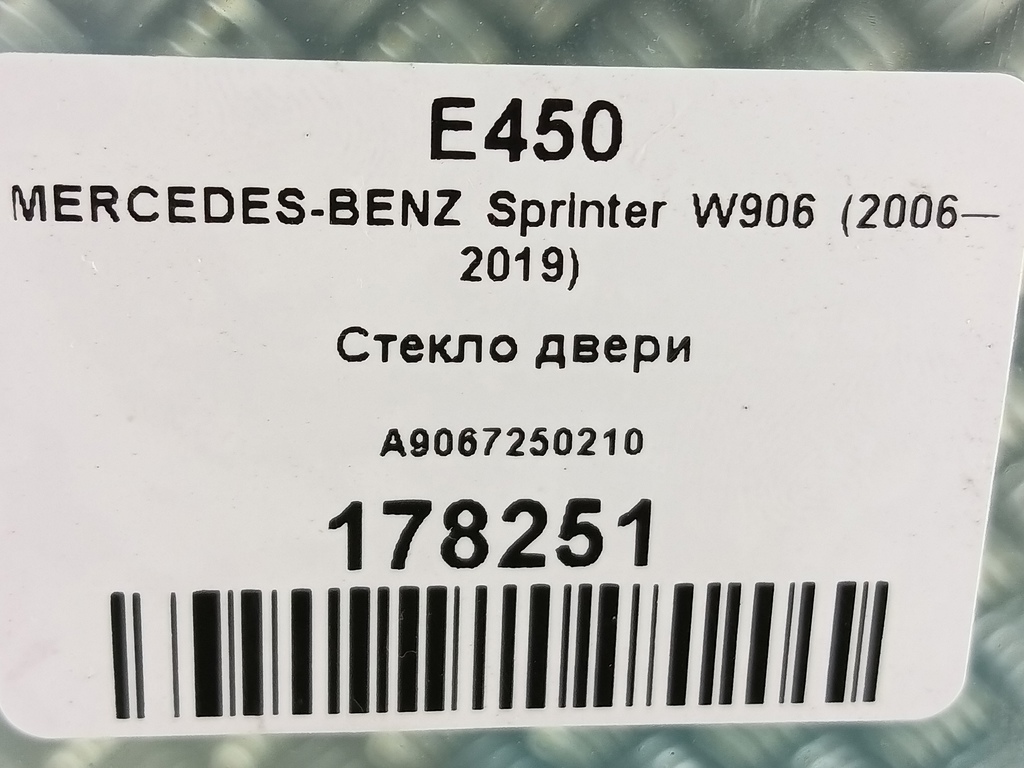 E450
MERCEDES-BENZ Sprinter W906 (2006—
2019)
Стекло двери
A9067250210
178251